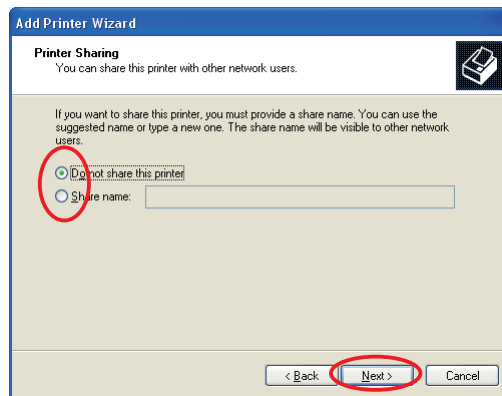 Add Printer Wizard
Printer Sharing
You can share this printer with other network users.
If you want to share this printer, you must provide a share name. You can use the
suggested name or type a new one. The share name will be visible to other network
users.
Do not share this printer
Share name:
< Back
Next >
Cancel